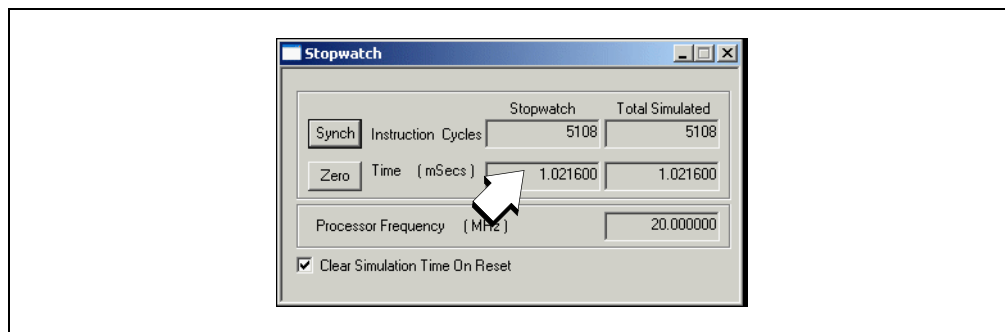 Stopwatch
Stopwatch Total Simulated
Synch Instruction Cycles 5108 5108
Zero Time (mSecs) 1.021600 1.021600
Processor Frequency (MHz) 20.000000
Clear Simulation Time On Reset